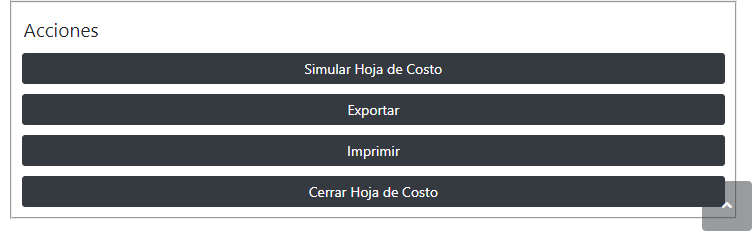 Acciones
Simular Hoja de Costo
Exportar
Imprimir
Cerrar Hoja de Costo